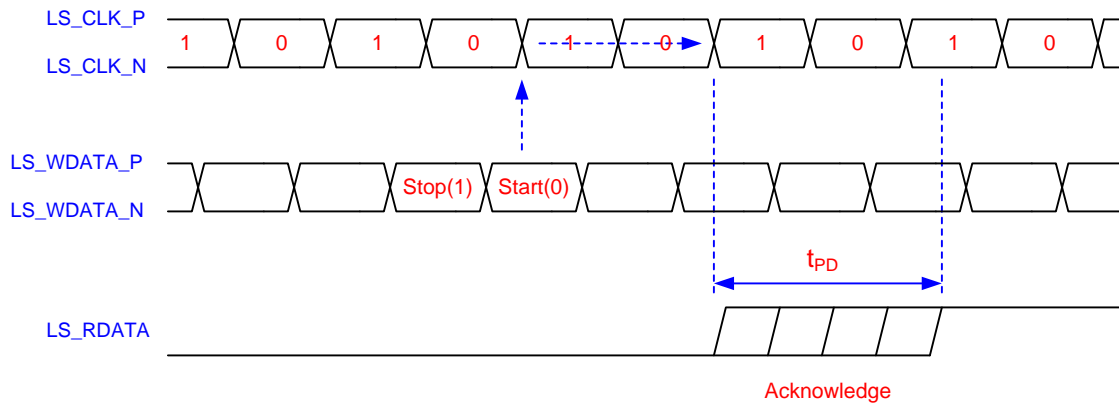 LS_CLK_P
1 0 1 0 1 0 1 0 1 0
LS_CLK_N
LS_WDATA_P
Stop(1) Start(0)
LS_WDATA_N
tPD
LS_RDATA
Acknowledge